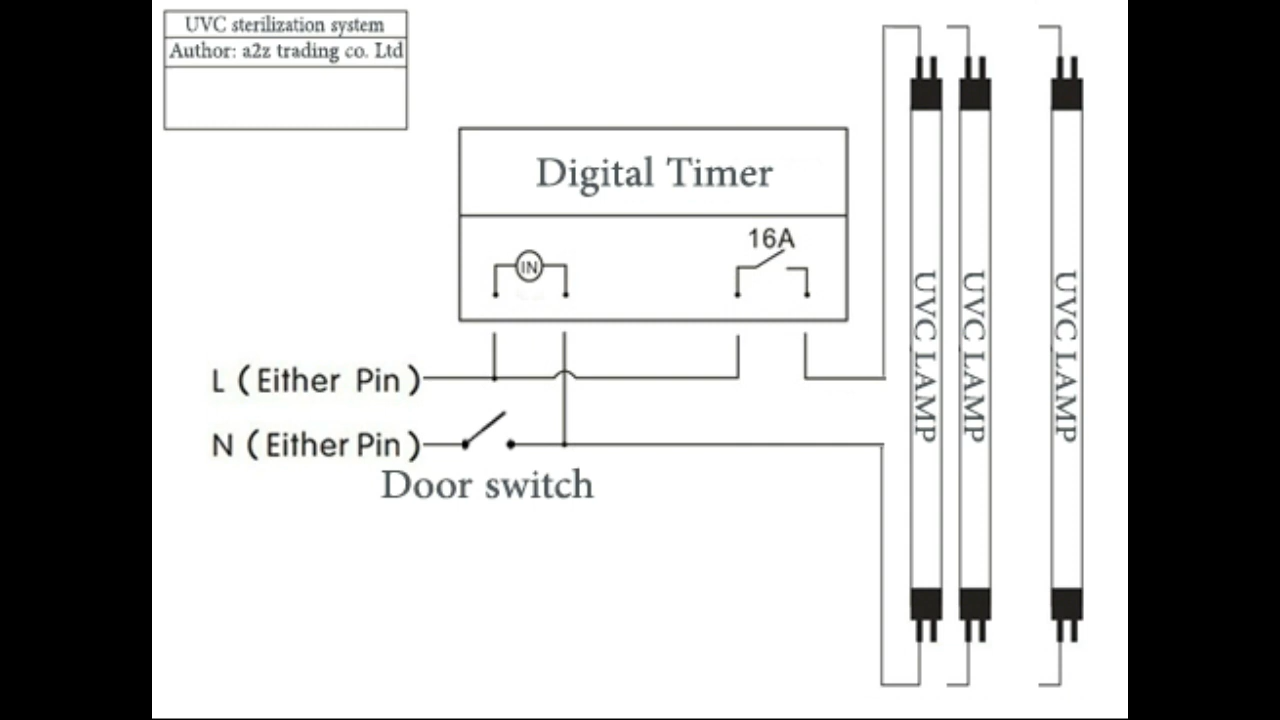 UVC sterilization system
Author: a2z trading co. Ltd
Digital Timer
IN
16A
L (Either Pin)
N (Either Pin)
Door switch
UVC LAMP
UVC LAMP
UVC LAMP